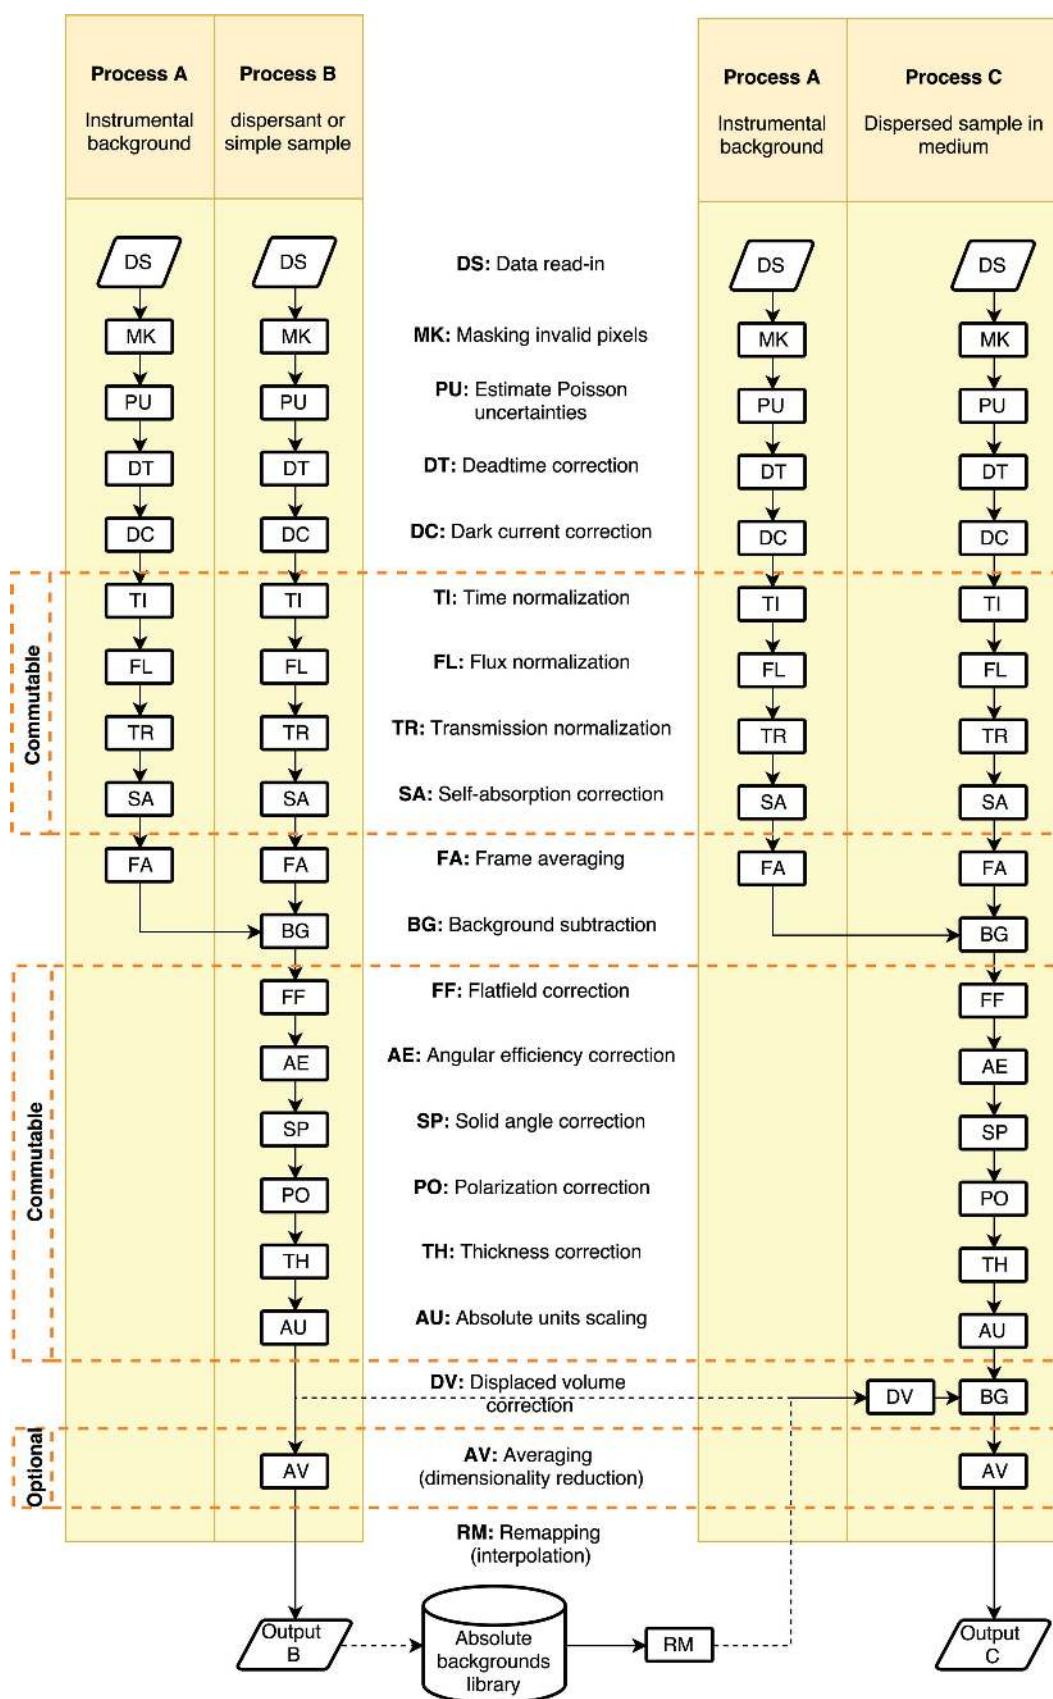 Process A
Instrumental
background
Process B
dispersant or
simple sample
Process A
Instrumental
background
Process C
Dispersed sample in
medium
DS
DS
DS: Data read-in
DS
DS
MK
MK
MK: Masking invalid pixels
MK
MK
PU
PU
PU: Estimate Poisson
uncertainties
PU
PU
DT
DT
DT: Deadtime correction
DT
DT
DC
DC
DC: Dark current correction
DC
DC
Commutable
TI
TI
TI: Time normalization
TI
TI
FL
FL
FL: Flux normalization
FL
FL
TR
TR
TR: Transmission normalization
TR
TR
SA
SA
SA: Self-absorption correction
SA
SA
FA
FA
FA: Frame averaging
FA
FA
BG
BG: Background subtraction
BG
Commutable
FF
FF: Flatfield correction
FF
AE
AE: Angular efficiency correction
AE
SP
SP: Solid angle correction
SP
PO
PO: Polarization correction
PO
TH
TH: Thickness correction
TH
AU
AU: Absolute units scaling
AU
DV: Displaced volume
correction
DV
BG
Optional
AV
AV: Averaging
(dimensionality reduction)
AV
RM: Remapping
(interpolation)
Output
B
Absolute
backgrounds
library
RM
Output
C